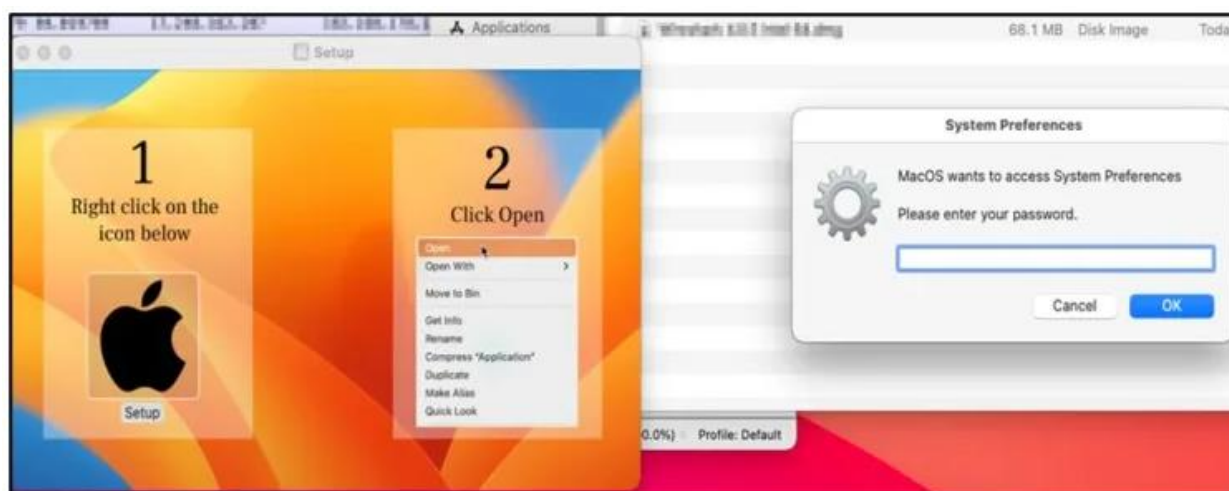 Applications
68.1 MB Disk Image
Setup
1
Right click on the
icon below
Setup
2
Click Open
Open
Open With
Move to Bin
Get Info
Rename
Compress "Application"
Duplicate
Make Alias
Quick Look
System Preferences
MacOS wants to access System Preferences
Please enter your password.
Cancel OK
0.0%) Profile: Default